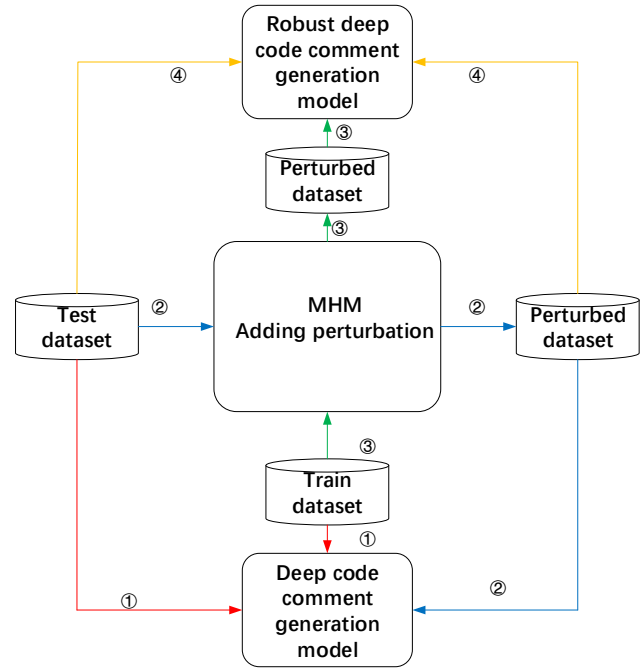 Robust deep
code comment
generation
model
④
④
③
Perturbed
dataset
③
MHM
Adding perturbation
②
②
Test
dataset
Perturbed
dataset
③
Train
dataset
①
Deep code
comment
generation
model
①
②